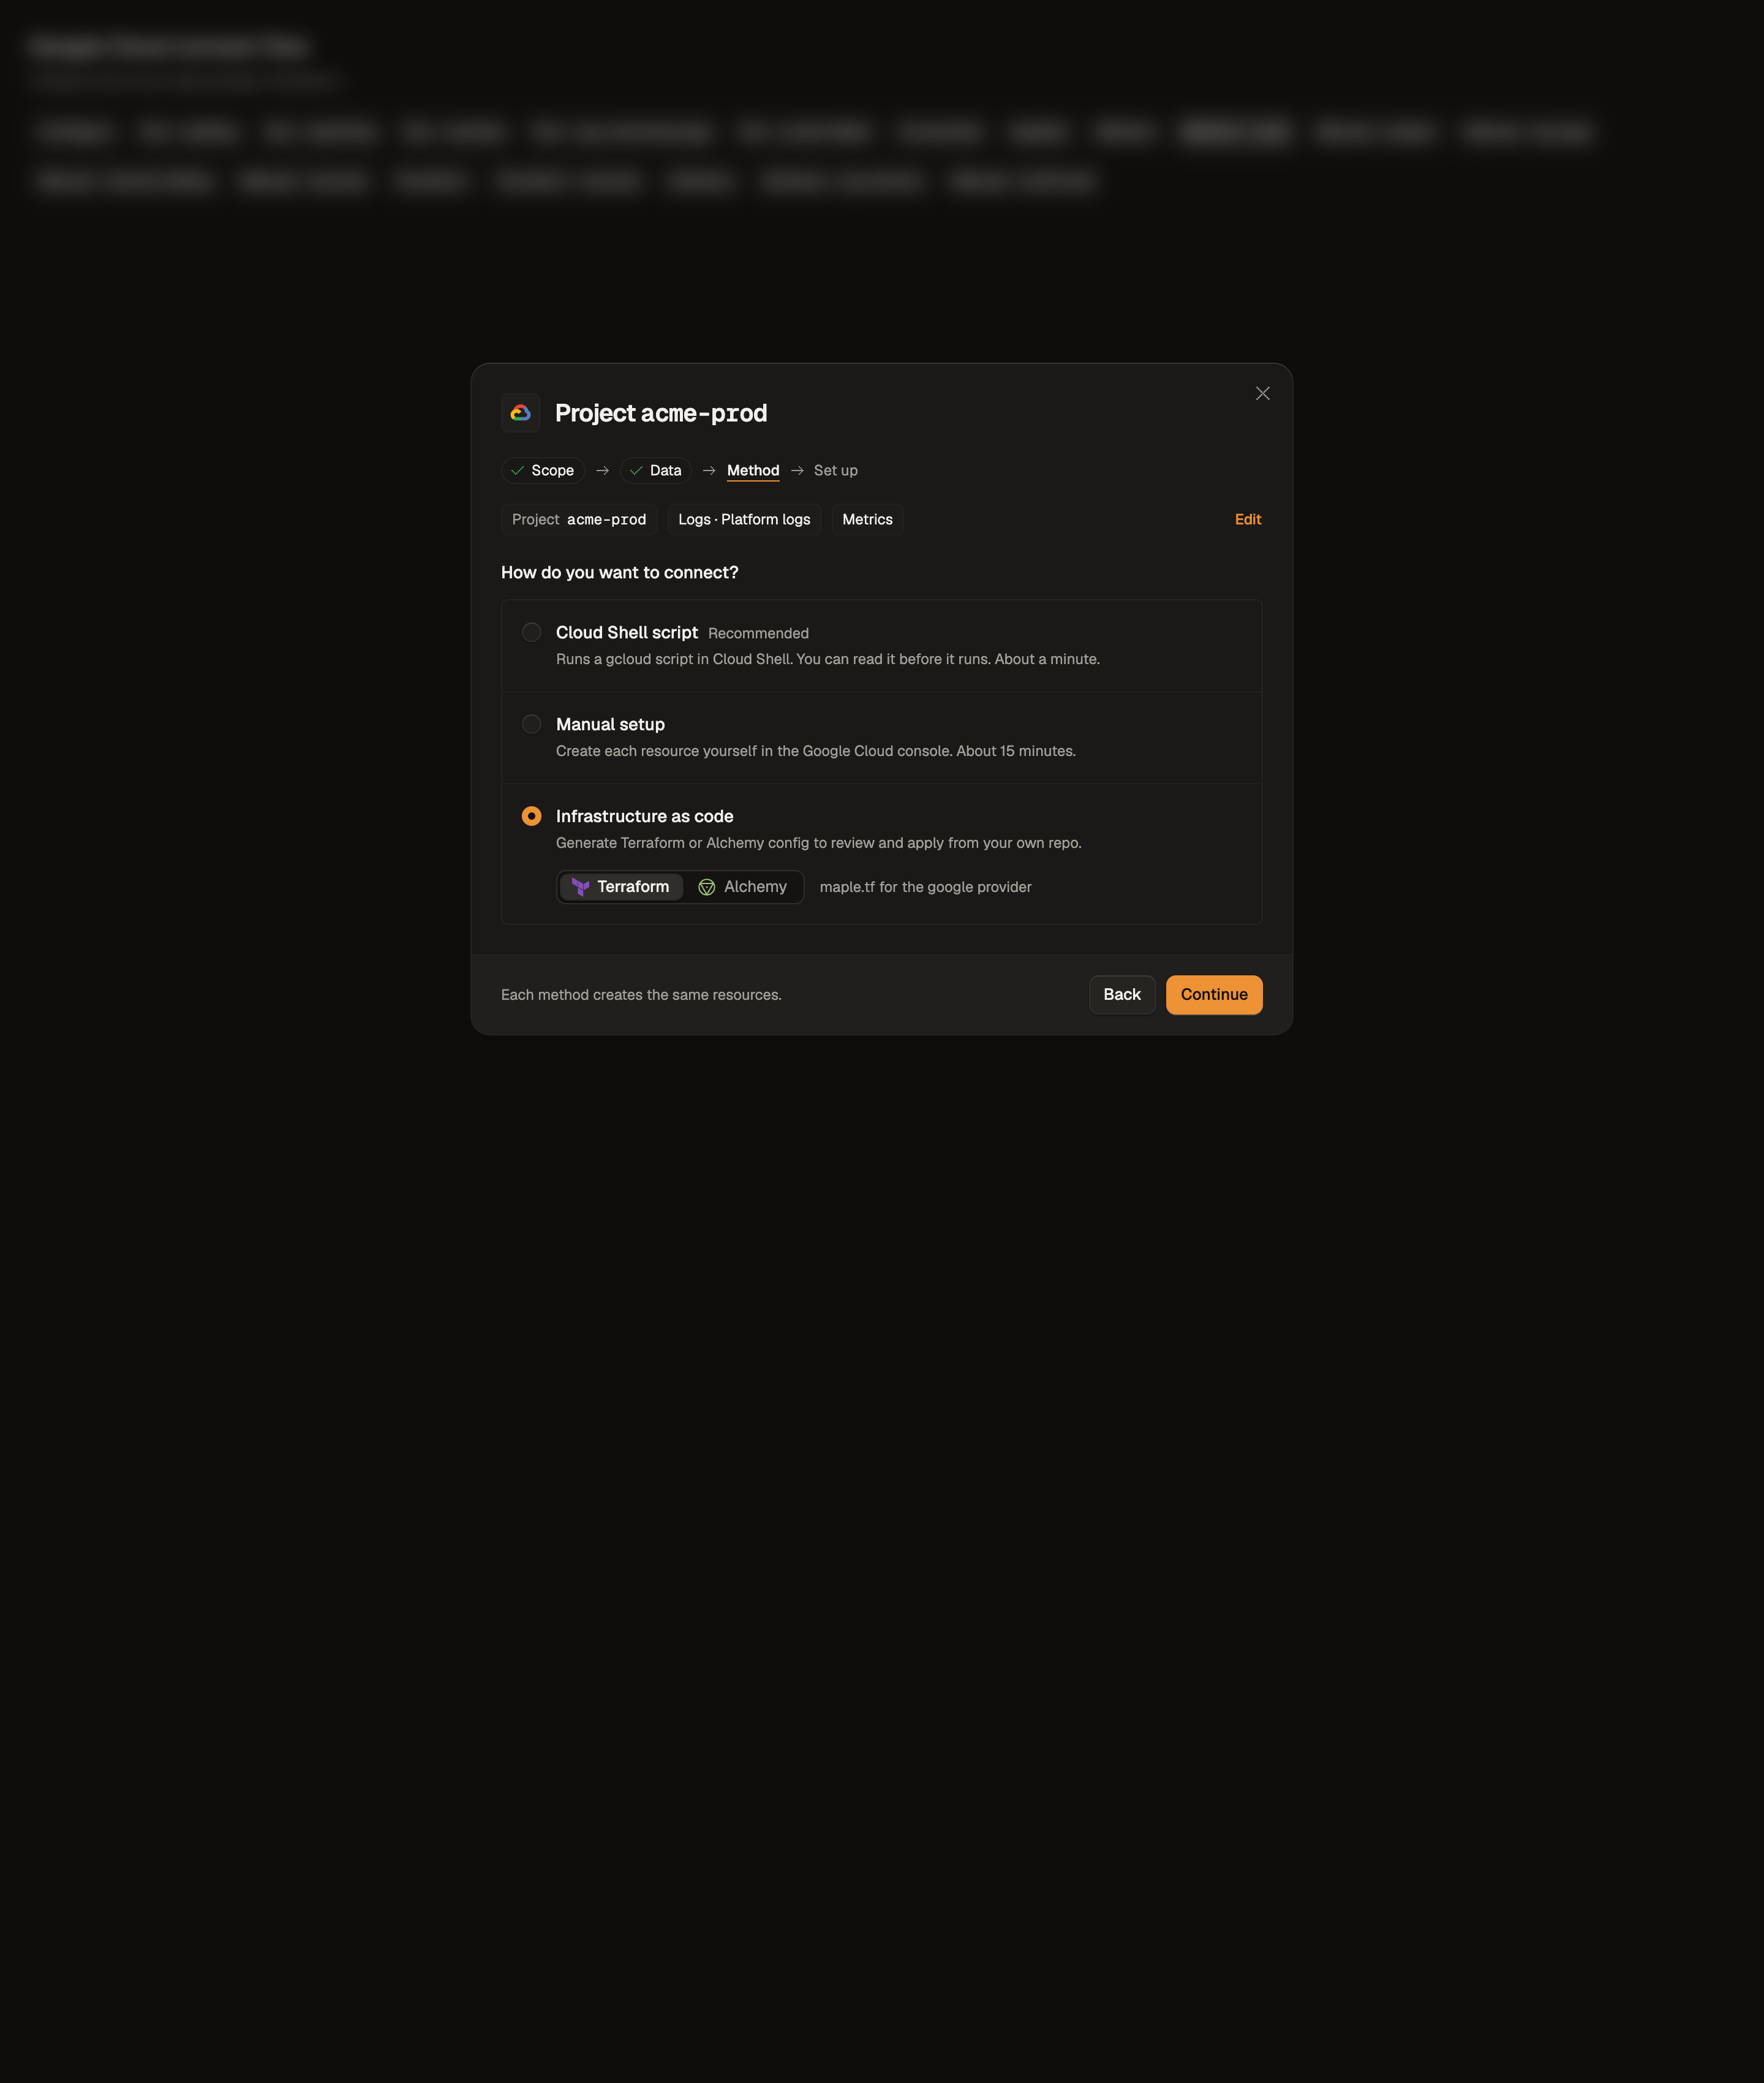 Project acme-prod
Scope → Data → Method → Set up
Project acme-prod Logs · Platform logs Metrics Edit
How do you want to connect?
Cloud Shell script Recommended
Runs a gcloud script in Cloud Shell. You can read it before it runs. About a minute.
Manual setup
Create each resource yourself in the Google Cloud console. About 15 minutes.
Infrastructure as code
Generate Terraform or Alchemy config to review and apply from your own repo.
Terraform Alchemy maple.tf for the google provider
Each method creates the same resources. Back Continue